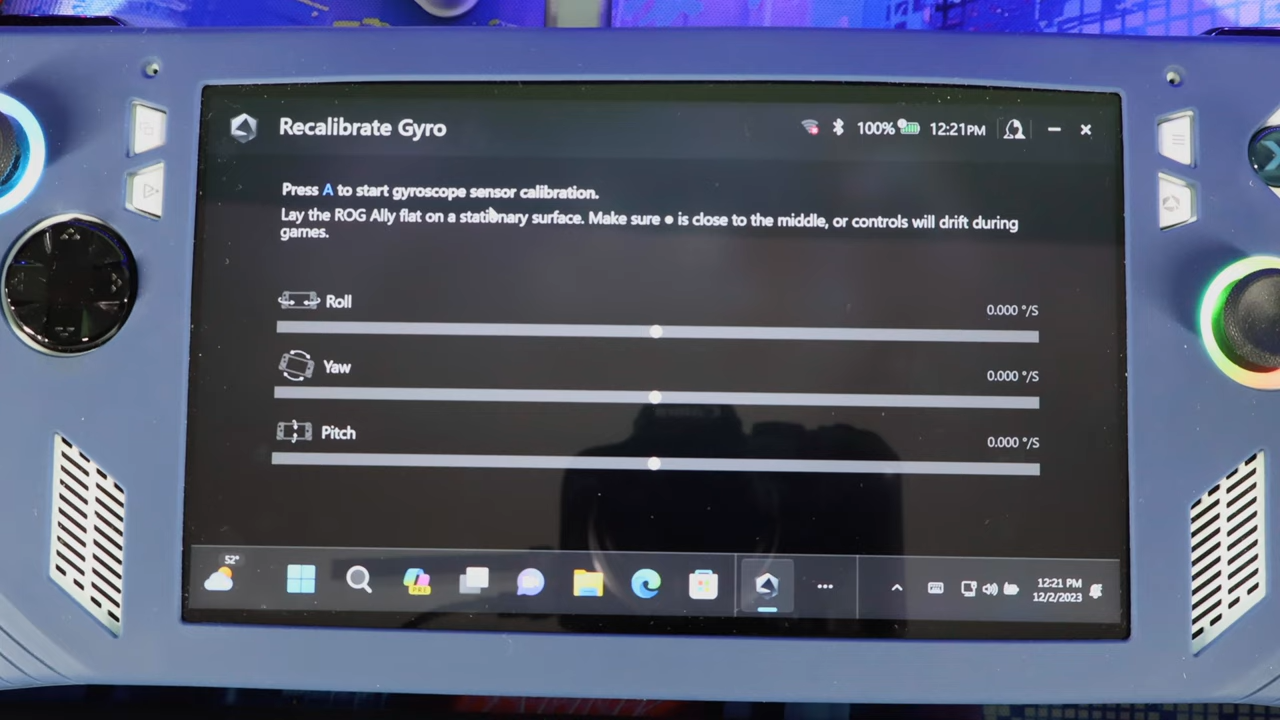 Recalibrate Gyro
100%
12:21PM
Press A to start gyroscope sensor calibration.
Lay the ROG Ally flat on a stationary surface. Make sure ● is close to the middle, or controls will drift during
games.
Roll
0.000 °/S
Yaw
0.000 °/S
Pitch
0.000 °/S
52°
PRE
12:21 PM
12/2/2023